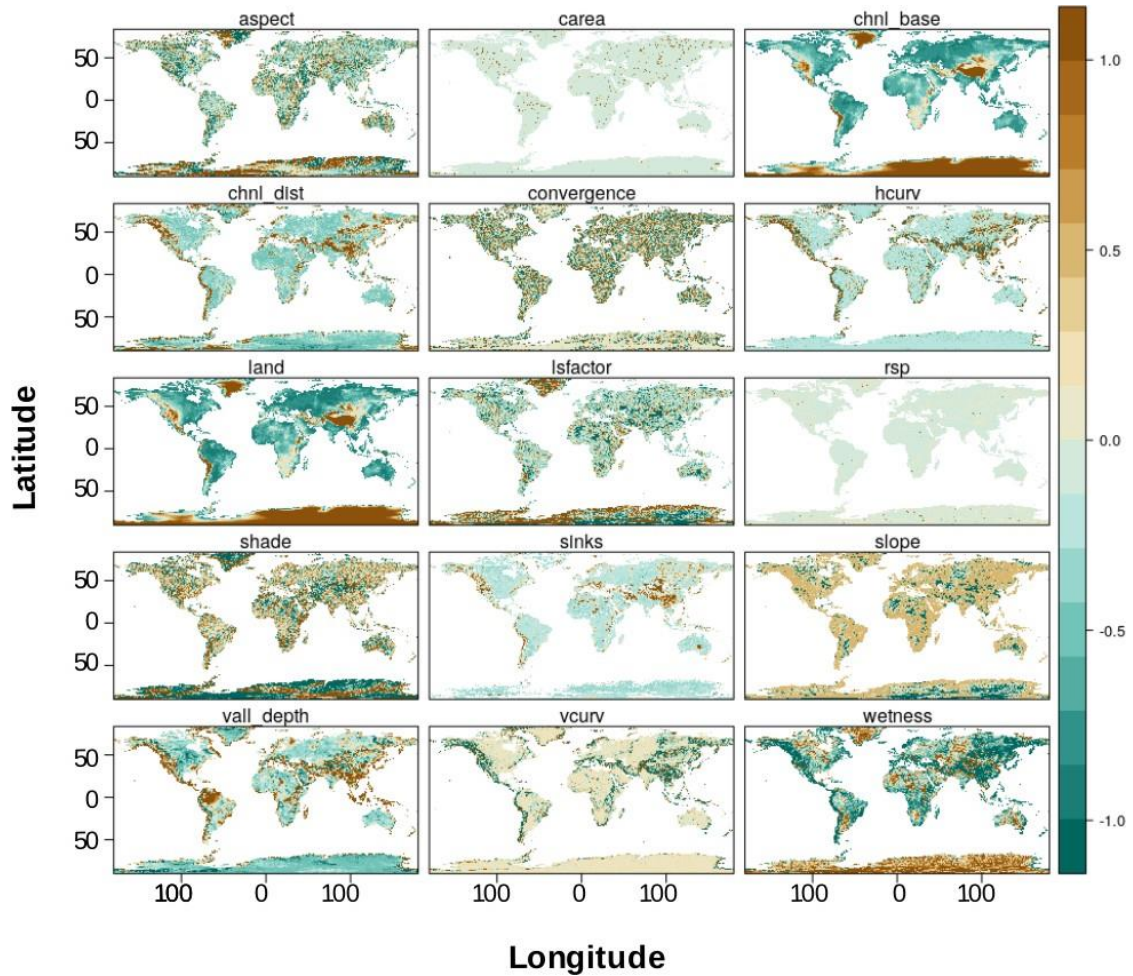 aspect carea chnl_base
50
0
50
chnl_dist convergence hcurv
50
0
50
land lsfactor rsp
50
0
50
shade sinks slope
50
0
50
vall_depth vcurv wetness
50
0
50
100 0 100 100 0 100 100 0 100
Latitude
Longitude
1.0
0.5
0.0
-0.5
-1.0